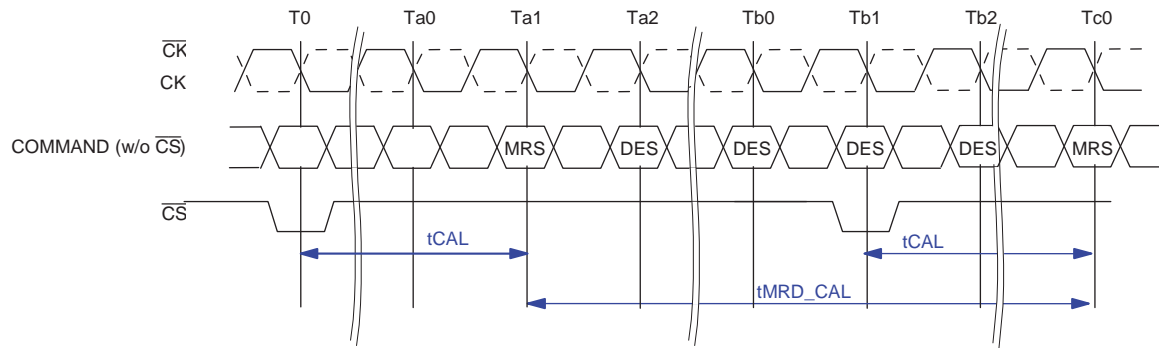 T0 Ta0 Ta1 Ta2 Tb0 Tb1 Tb2 Tc0
CK
CK
COMMAND (w/o CS) MRS DES DES DES DES MRS
CS
tCAL tCAL
tMRD_CAL